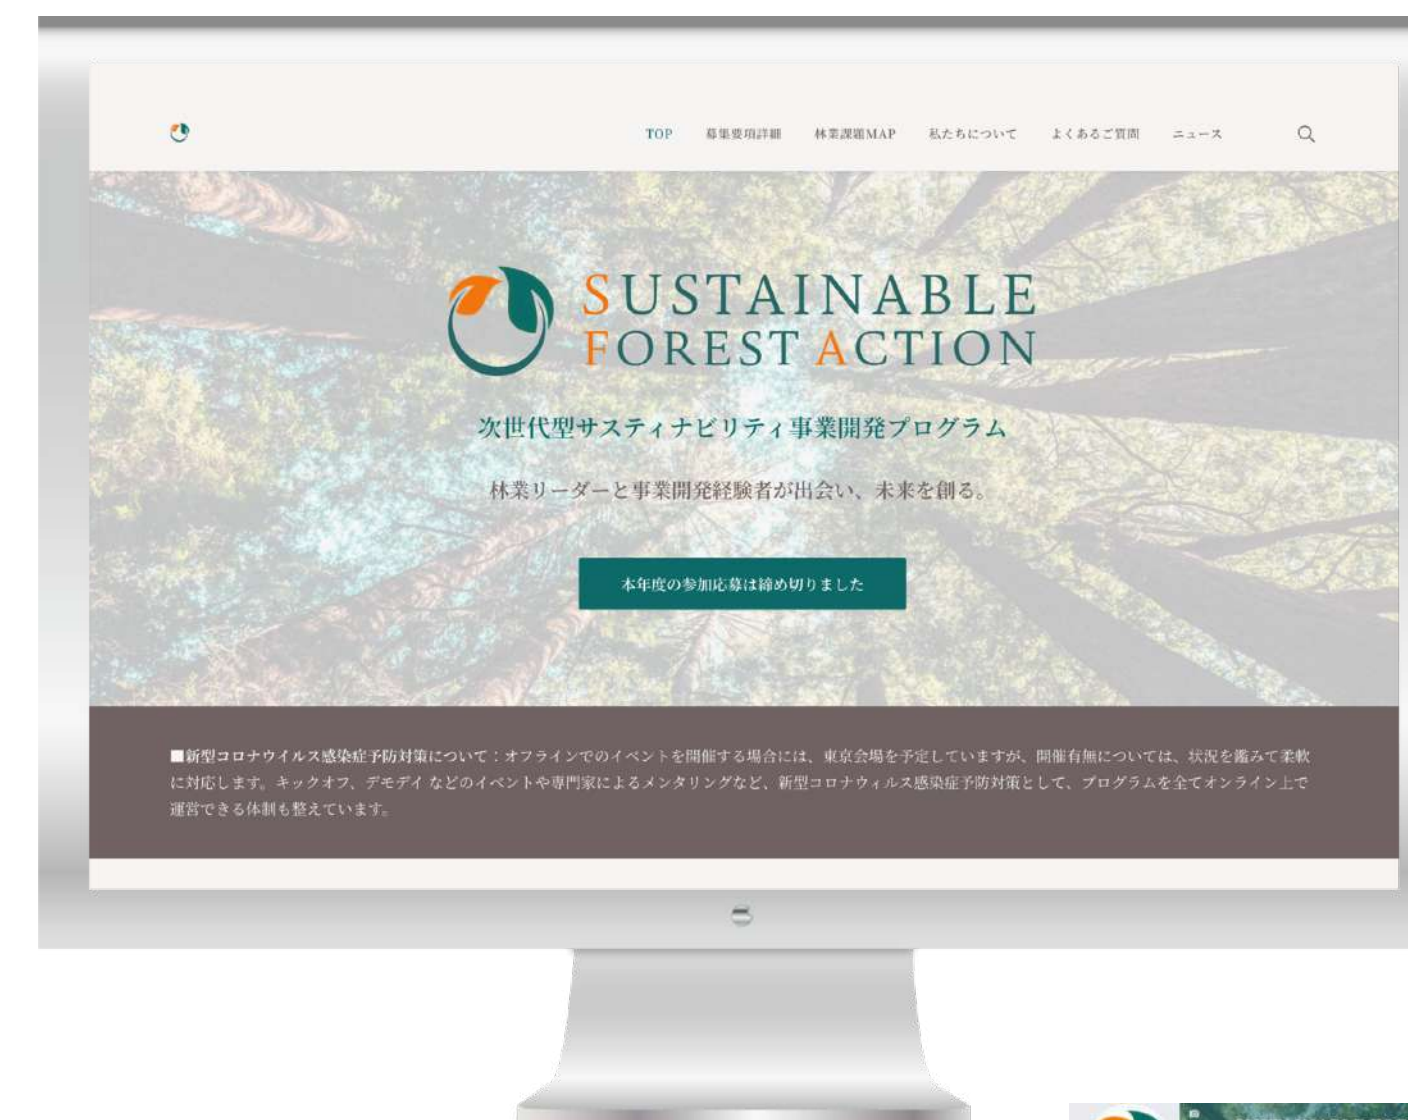 TOP 募集要項詳細 林業課題MAP 私たちについて よくあるご質問 ニュース
SUSTAINABLE
FOREST ACTION
次世代型サスティナビリティ事業開発プログラム
林業リーダーと事業開発経験者が出会い、未来を創る。
本年度の参加応募は締め切りました
■新型コロナウイルス感染症予防対策について：オフラインでのイベントを開催する場合には、東京会場を予定していますが、開催有無については、状況を鑑みて柔軟
に対応します。キックオフ、デモデイ などのイベントや専門家によるメンタリングなど、新型コロナウィルス感染症予防対策として、プログラムを全てオンライン上で
運営できる体制も整えています。